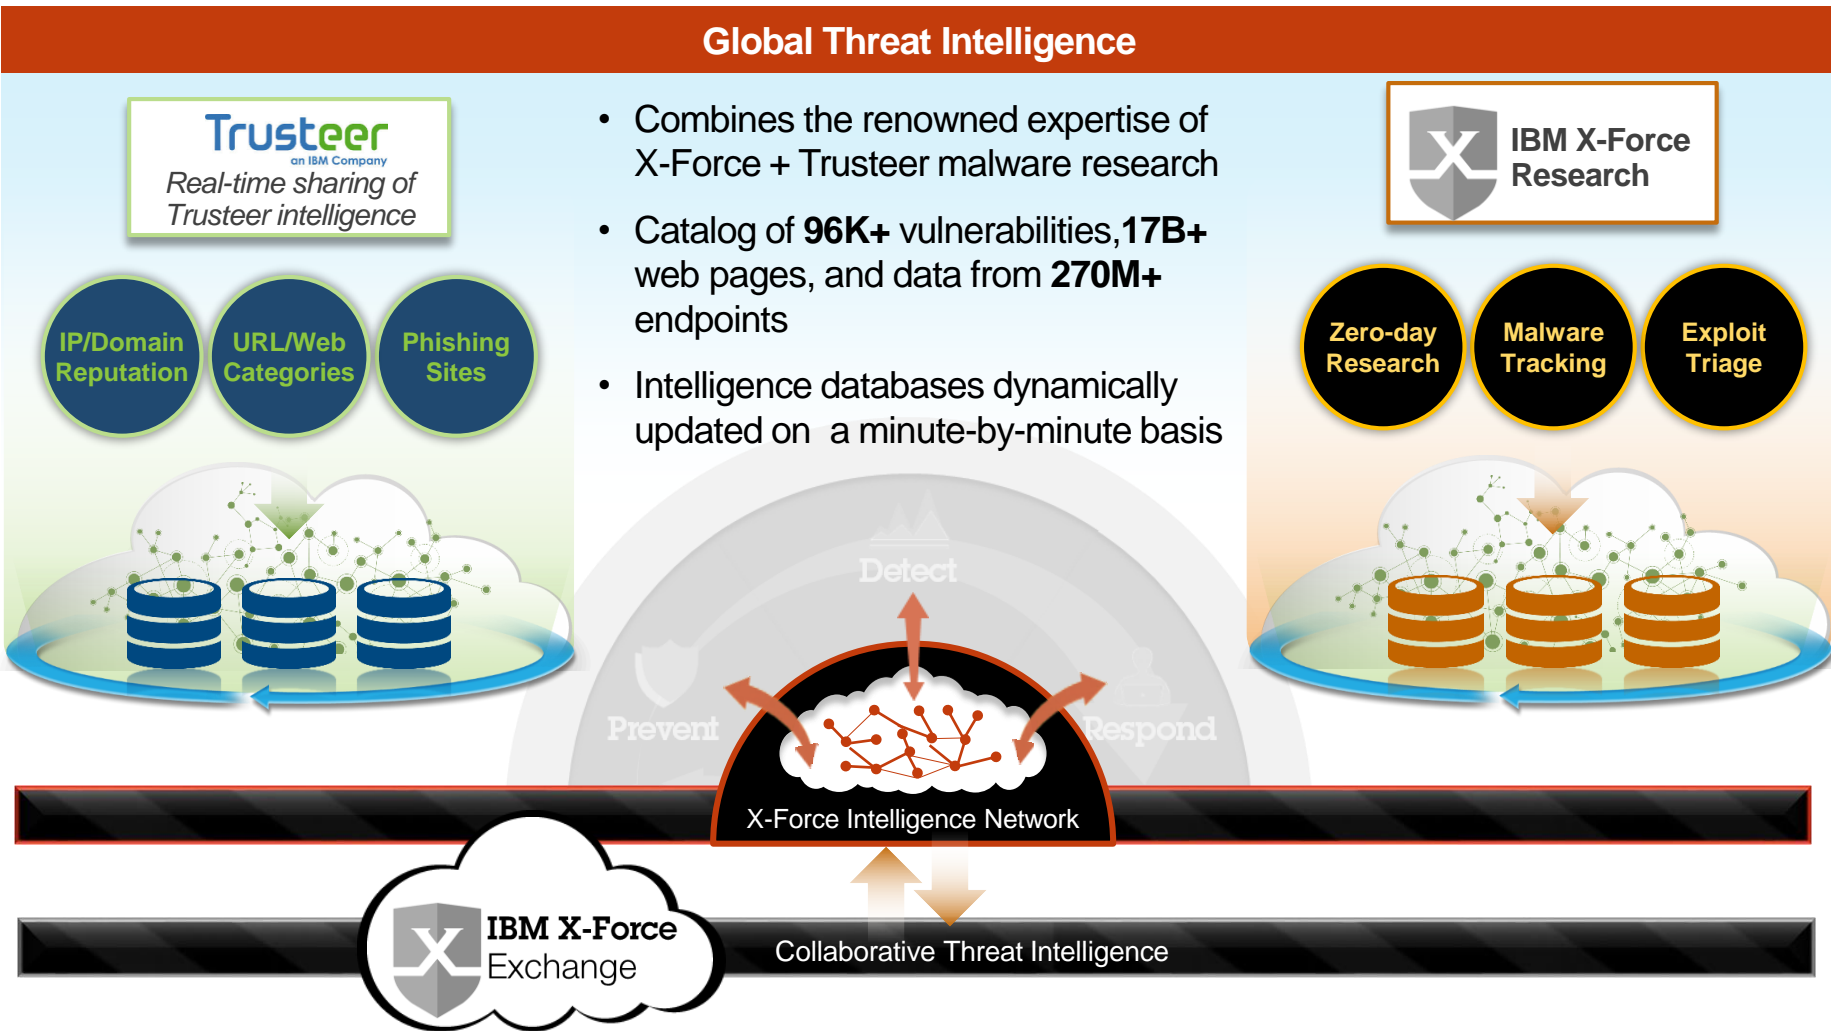 Global Threat Intelligence
Trusteer
an IBM Company
Real-time sharing of
Trusteer intelligence
IP/Domain
Reputation
URL/Web
Categories
Phishing
Sites
• Combines the renowned expertise of
X-Force + Trusteer malware research
• Catalog of 96K+ vulnerabilities,17B+
web pages, and data from 270M+
endpoints
• Intelligence databases dynamically
updated on  a minute-by-minute basis
IBM X-Force
Research
Zero-day
Research
Malware
Tracking
Exploit
Triage
Detect
Prevent
Respond
X-Force Intelligence Network
IBM X-Force
Exchange
Collaborative Threat Intelligence